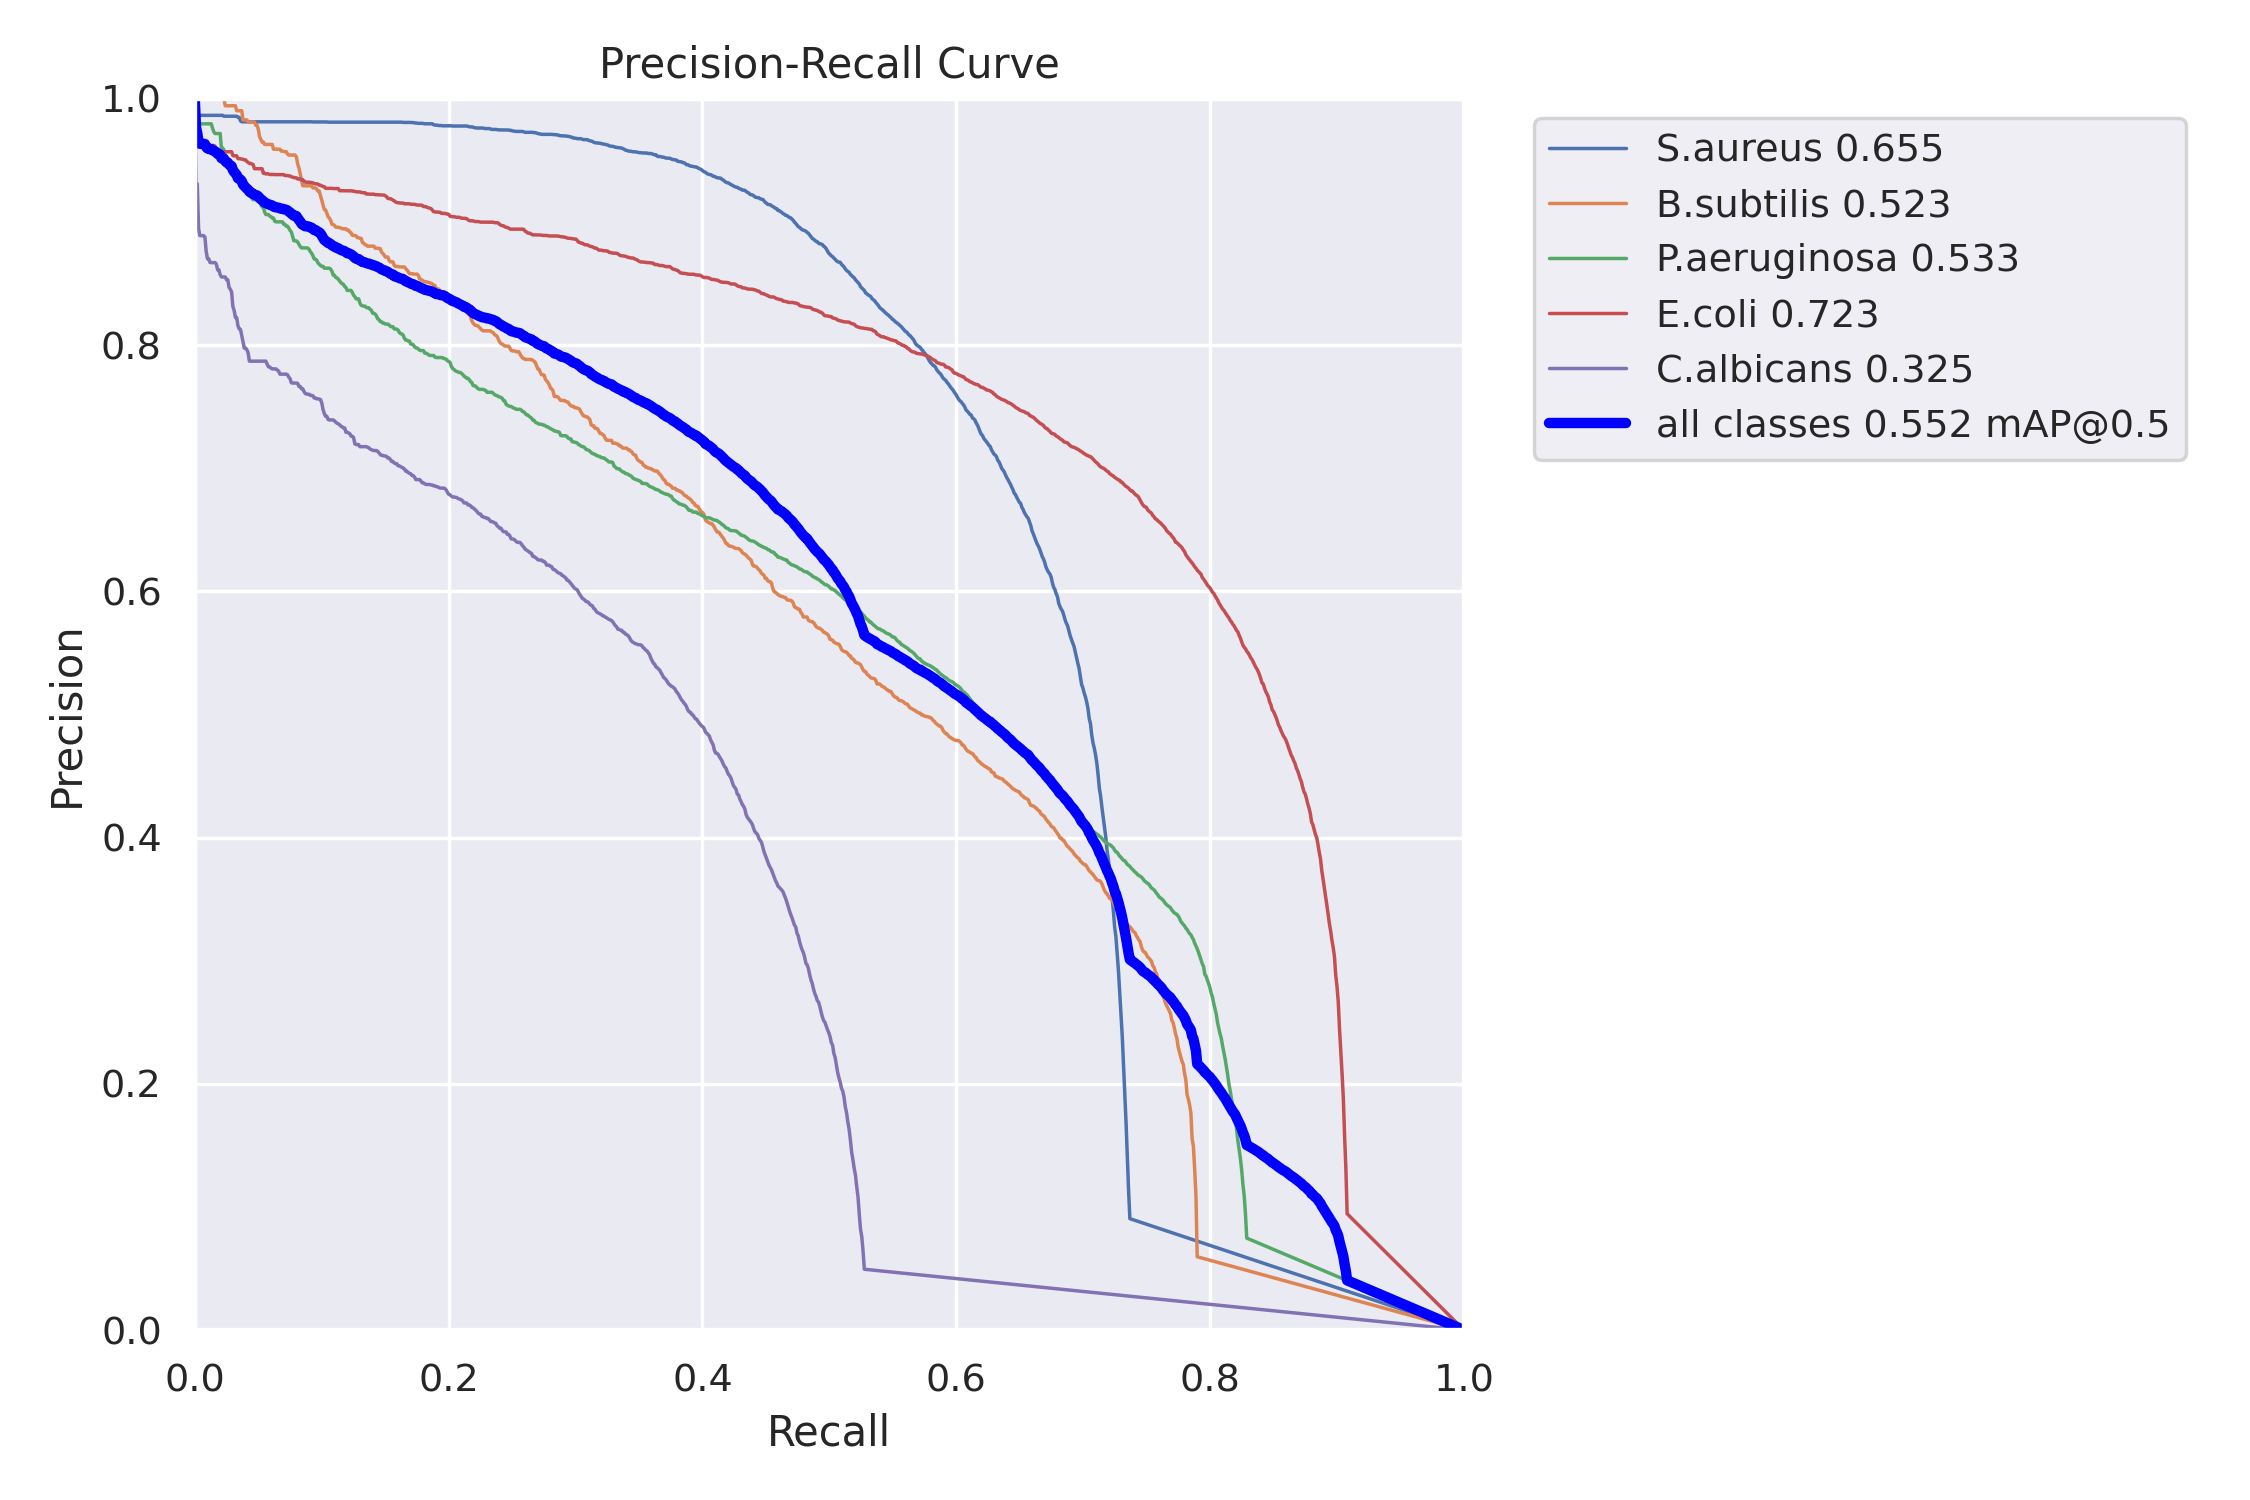 Precision-Recall Curve
1.0
0.8
0.6
0.4
0.2
0.0
Precision
0.0 0.2 0.4 0.6 0.8 1.0
Recall
S.aureus 0.655
B.subtilis 0.523
P.aeruginosa 0.533
E.coli 0.723
C.albicans 0.325
all classes 0.552 mAP@0.5